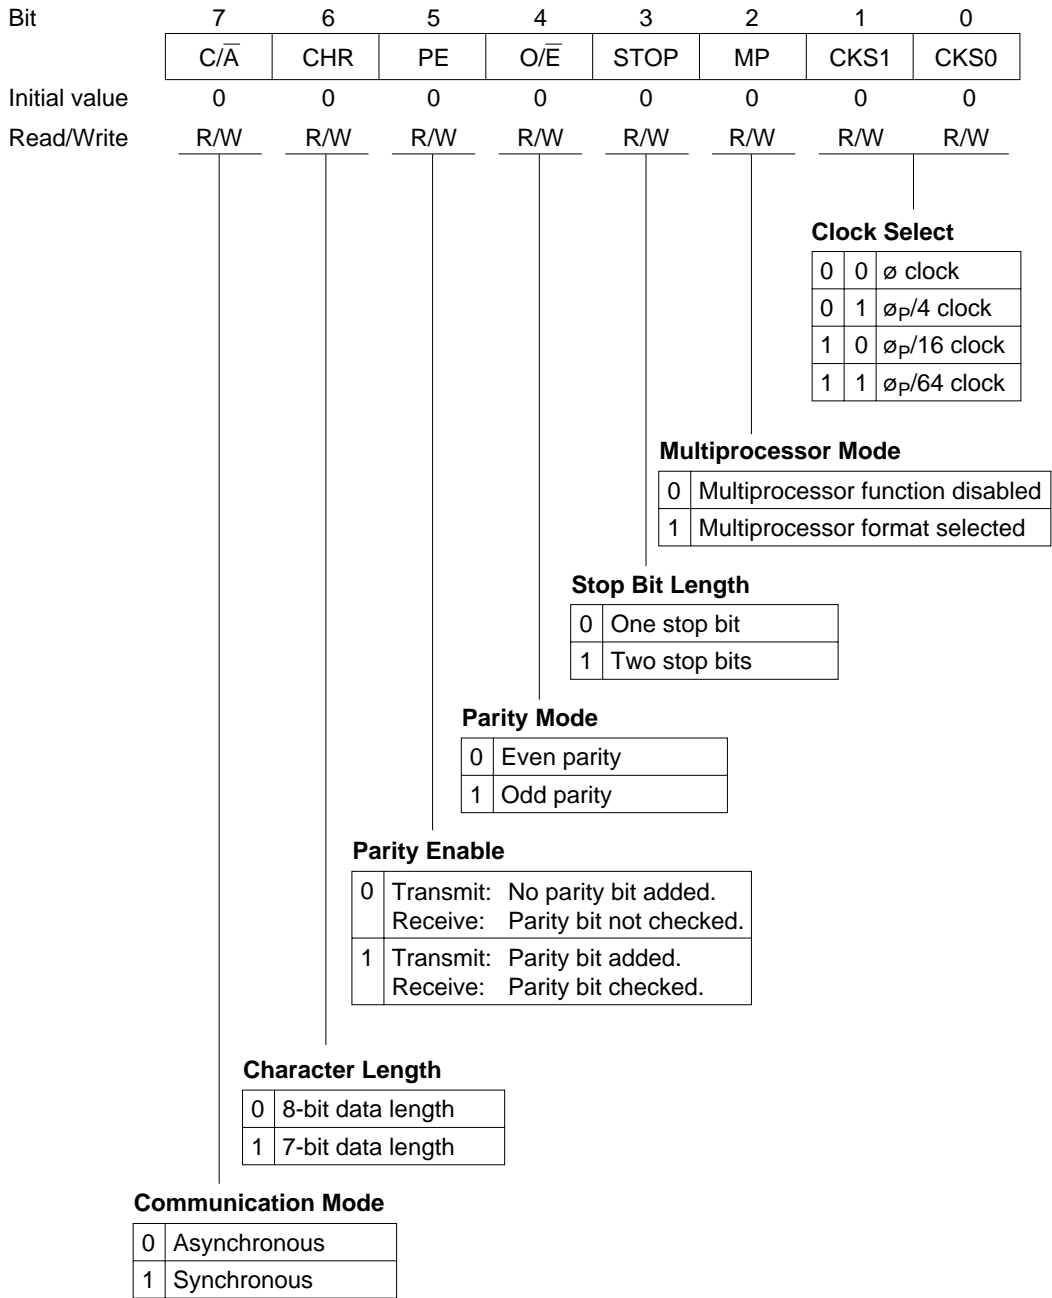 Bit 7 6 5 4 3 2 1 0
C/A̅ CHR PE O/E̅ STOP MP CKS1 CKS0
Initial value 0 0 0 0 0 0 0 0
Read/Write R/W R/W R/W R/W R/W R/W R/W R/W
Clock Select
0 0 ø clock
0 1 øP/4 clock
1 0 øP/16 clock
1 1 øP/64 clock
Multiprocessor Mode
0 Multiprocessor function disabled
1 Multiprocessor format selected
Stop Bit Length
0 One stop bit
1 Two stop bits
Parity Mode
0 Even parity
1 Odd parity
Parity Enable
0 Transmit: No parity bit added.
Receive: Parity bit not checked.
1 Transmit: Parity bit added.
Receive: Parity bit checked.
Character Length
0 8-bit data length
1 7-bit data length
Communication Mode
0 Asynchronous
1 Synchronous